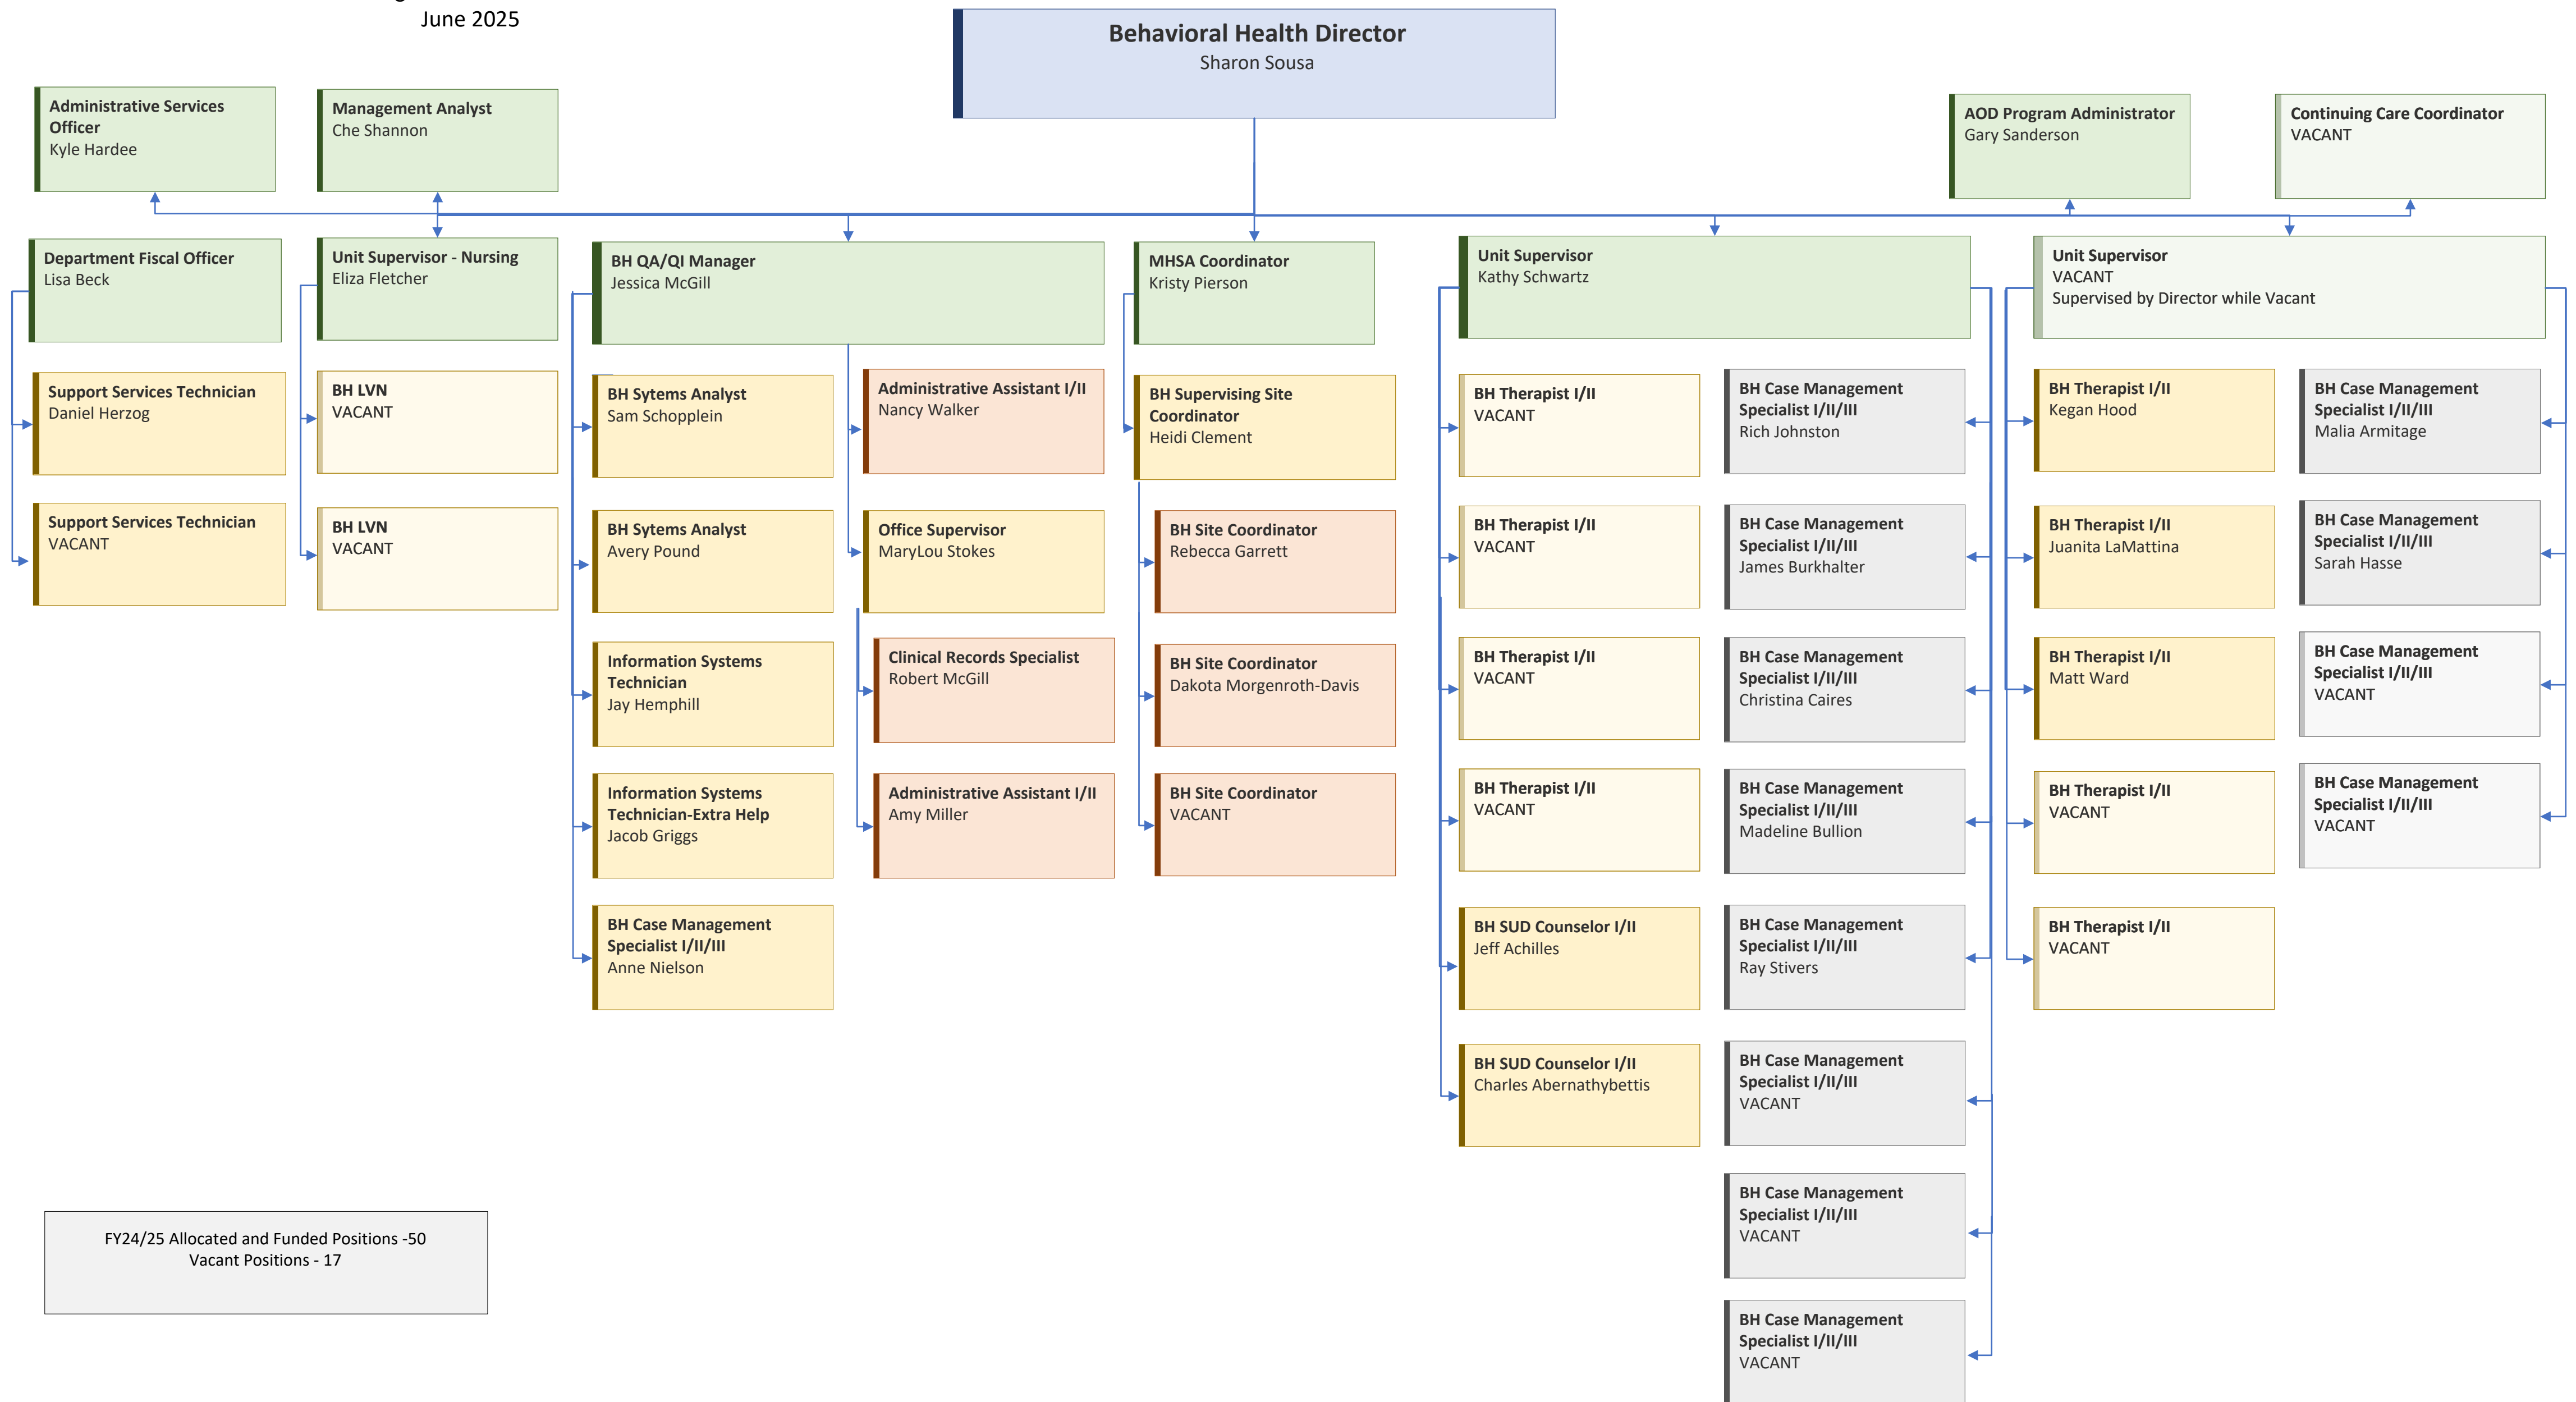 June 2025
Behavioral Health Director
Sharon Sousa
Administrative Services
Officer
Kyle Hardee
Management Analyst
Che Shannon
AOD Program Administrator
Gary Sanderson
Continuing Care Coordinator
VACANT
Department Fiscal Officer
Lisa Beck
Unit Supervisor - Nursing
Eliza Fletcher
BH QA/QI Manager
Jessica McGill
MHSA Coordinator
Kristy Pierson
Unit Supervisor
Kathy Schwartz
Unit Supervisor
VACANT
Supervised by Director while Vacant
Support Services Technician
Daniel Herzog
Support Services Technician
VACANT
BH LVN
VACANT
BH LVN
VACANT
BH Sytems Analyst
Sam Schopplein
BH Sytems Analyst
Avery Pound
Information Systems
Technician
Jay Hemphill
Information Systems
Technician-Extra Help
Jacob Griggs
BH Case Management
Specialist I/II/III
Anne Nielson
Administrative Assistant I/II
Nancy Walker
Office Supervisor
MaryLou Stokes
Clinical Records Specialist
Robert McGill
Administrative Assistant I/II
Amy Miller
BH Supervising Site
Coordinator
Heidi Clement
BH Site Coordinator
Rebecca Garrett
BH Site Coordinator
Dakota Morgenroth-Davis
BH Site Coordinator
VACANT
BH Therapist I/II
VACANT
BH Therapist I/II
VACANT
BH Therapist I/II
VACANT
BH Therapist I/II
VACANT
BH SUD Counselor I/II
Jeff Achilles
BH SUD Counselor I/II
Charles Abernathybettis
BH Case Management
Specialist I/II/III
Rich Johnston
BH Case Management
Specialist I/II/III
James Burkhalter
BH Case Management
Specialist I/II/III
Christina Caires
BH Case Management
Specialist I/II/III
Madeline Bullion
BH Case Management
Specialist I/II/III
Ray Stivers
BH Case Management
Specialist I/II/III
VACANT
BH Case Management
Specialist I/II/III
VACANT
BH Case Management
Specialist I/II/III
VACANT
BH Therapist I/II
Kegan Hood
BH Therapist I/II
Juanita LaMattina
BH Therapist I/II
Matt Ward
BH Therapist I/II
VACANT
BH Therapist I/II
VACANT
BH Case Management
Specialist I/II/III
Malia Armitage
BH Case Management
Specialist I/II/III
Sarah Hasse
BH Case Management
Specialist I/II/III
VACANT
BH Case Management
Specialist I/II/III
VACANT
FY24/25 Allocated and Funded Positions -50
Vacant Positions - 17